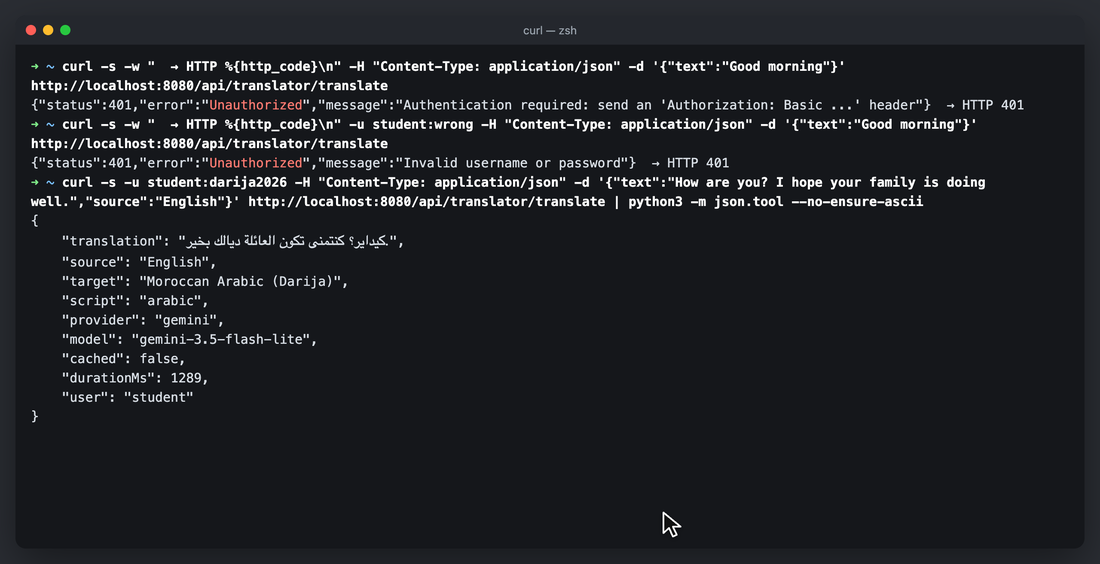 curl — zsh
➜ ~ curl -s -w "  → HTTP %{http_code}\n" -H "Content-Type: application/json" -d '{"text":"Good morning"}'
http://localhost:8080/api/translator/translate
{"status":401,"error":"Unauthorized","message":"Authentication required: send an 'Authorization: Basic ...' header"}  → HTTP 401
➜ ~ curl -s -w "  → HTTP %{http_code}\n" -u student:wrong -H "Content-Type: application/json" -d '{"text":"Good morning"}'
http://localhost:8080/api/translator/translate
{"status":401,"error":"Unauthorized","message":"Invalid username or password"}  → HTTP 401
➜ ~ curl -s -u student:darija2026 -H "Content-Type: application/json" -d '{"text":"How are you? I hope your family is doing
well.","source":"English"}' http://localhost:8080/api/translator/translate | python3 -m json.tool --no-ensure-ascii
{
    "translation": "كيداير؟ كنتمنى تكون العائلة ديالك بخير.",
    "source": "English",
    "target": "Moroccan Arabic (Darija)",
    "script": "arabic",
    "provider": "gemini",
    "model": "gemini-3.5-flash-lite",
    "cached": false,
    "durationMs": 1289,
    "user": "student"
}